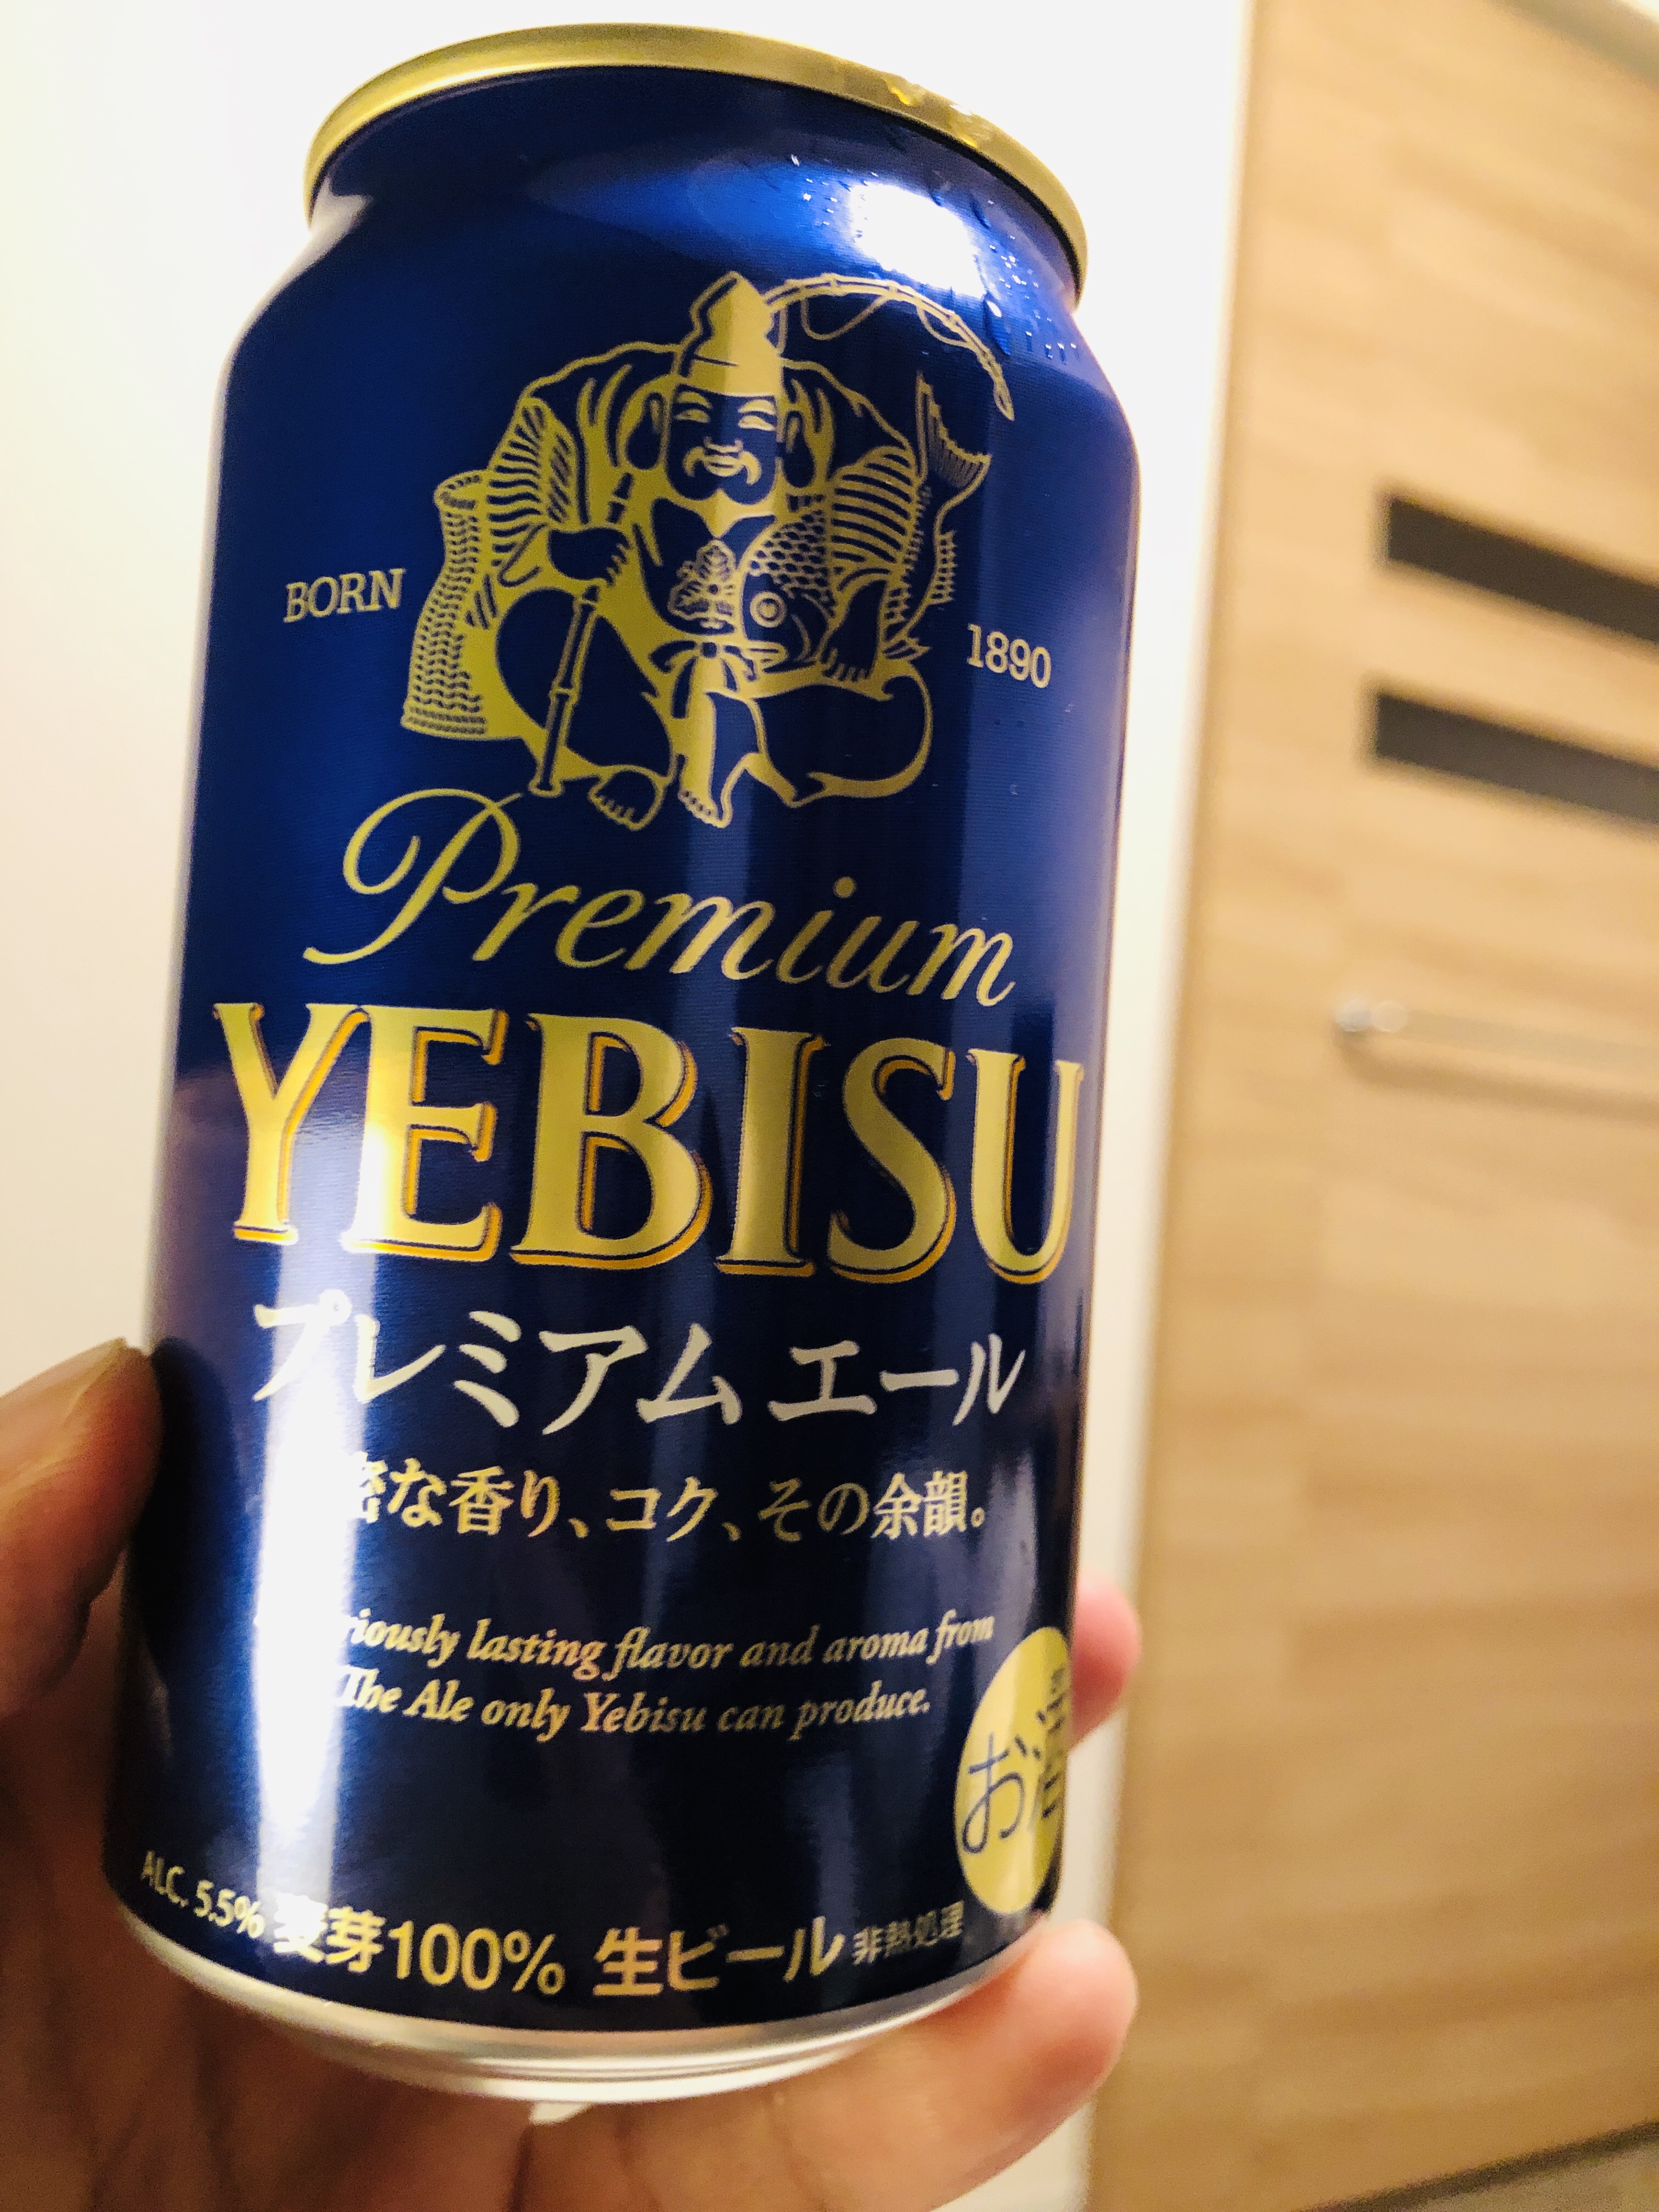 BORN 1890
Premium
YEBISU
プレミアム エール
な香り、コク、その余韻。
lasting flavor and aroma from
The Ale only Yebisu can produce.
お酒
ALC. 5.5% 麦芽100% 生ビール 非熱処理